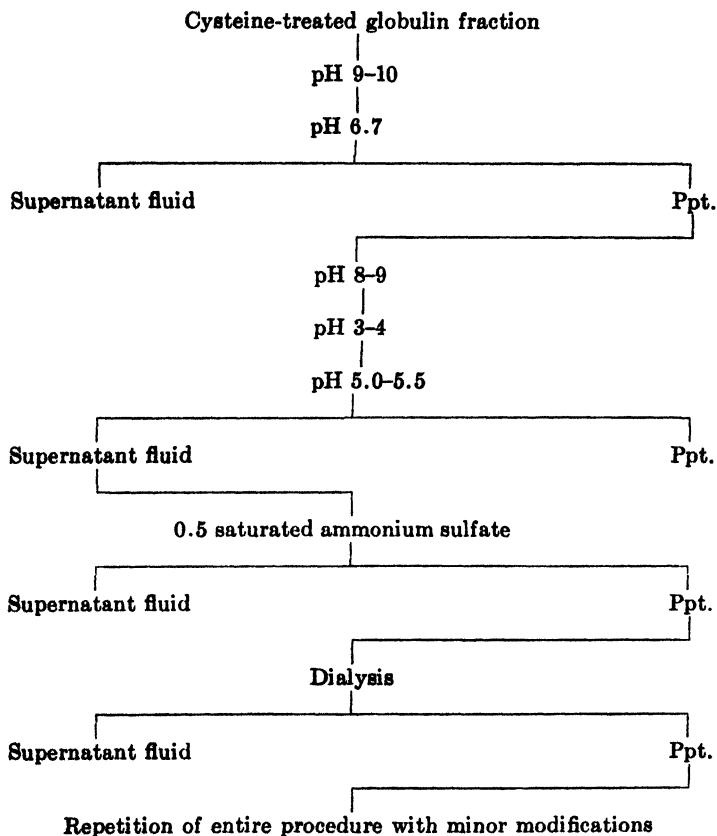 Cysteine-treated globulin fraction
pH 9–10
pH 6.7
Supernatant fluid Ppt.
pH 8–9
pH 3–4
pH 5.0–5.5
Supernatant fluid Ppt.
0.5 saturated ammonium sulfate
Supernatant fluid Ppt.
Dialysis
Supernatant fluid Ppt.
Repetition of entire procedure with minor modifications